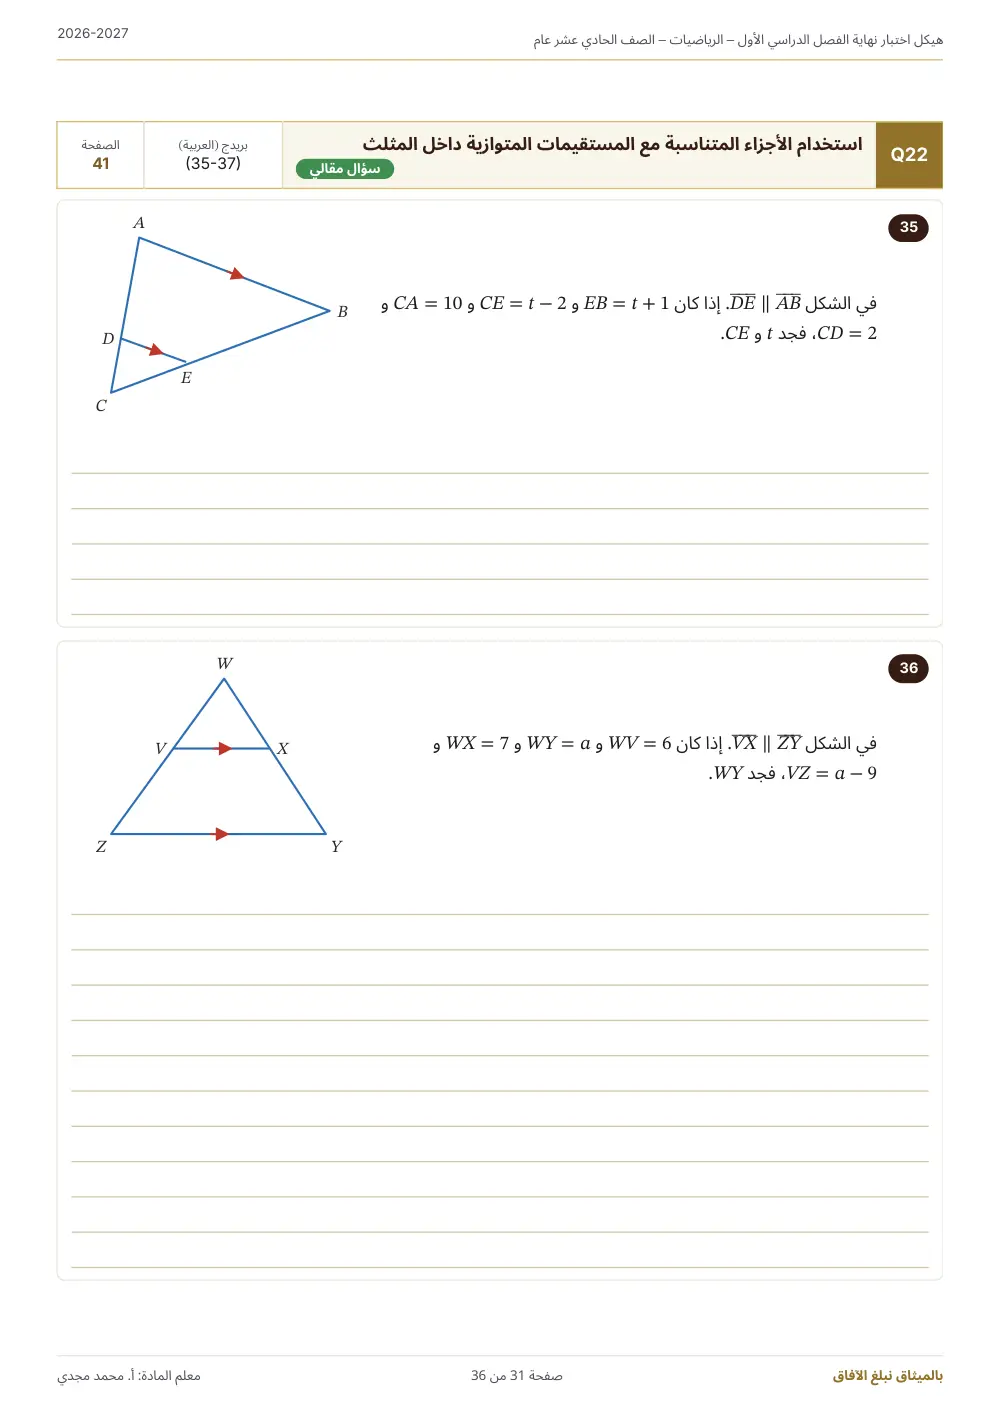 هيكل اختبار نهاية الفصل الدراسي الأول – الرياضيات – الصف الحادي عشر عام
2026-2027
Q22
استخدام الأجزاء المتناسبة مع المستقيمات المتوازية داخل المثلث
سؤال مقالي
بريدج (العربية)
(35-37)
الصفحة
41
35
في الشكل DE ∥ AB. إذا كان EB = t + 1 و CE = t − 2 و CA = 10 و
CD = 2، فجد t و CE.
A
B
D
E
C
36
في الشكل VX ∥ ZY. إذا كان WV = 6 و WY = a و WX = 7 و
VZ = a − 9، فجد WY.
W
V
X
Z
Y
بالميثاق نبلغ الآفاق
صفحة 31 من 36
معلم المادة: أ. محمد مجدي